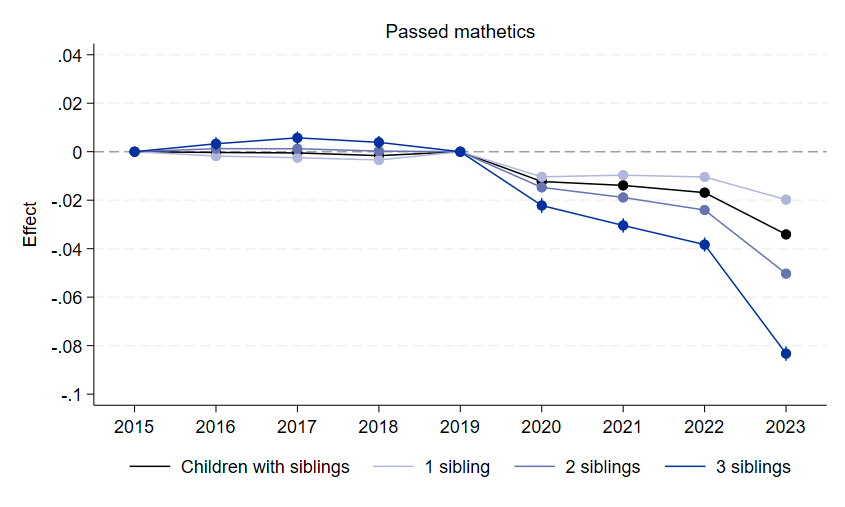 Passed mathetics
.04
.02
0
-.02
-.04
-.06
-.08
-.1
Effect
2015 2016 2017 2018 2019 2020 2021 2022 2023
Children with siblings 1 sibling 2 siblings 3 siblings